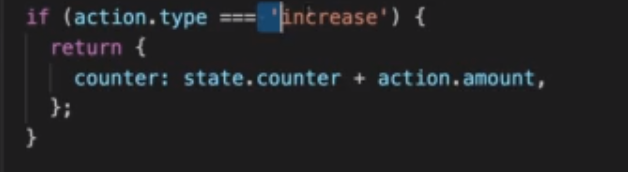 if (action.type === 'increase') {
return {
counter: state.counter + action.amount,
};
}